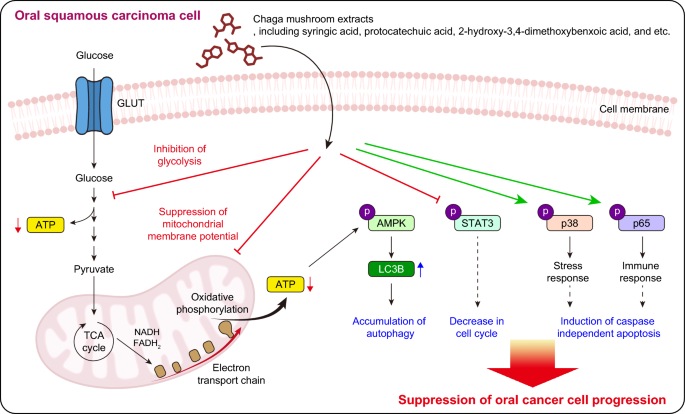 Oral squamous carcinoma cell
Chaga mushroom extracts
, including syringic acid, protocatechuic acid, 2-hydroxy-3,4-dimethoxybenxoic acid, and etc.
Glucose
GLUT
Cell membrane
Inhibition of
glycolysis
Glucose
ATP
Suppression of
mitochondrial
membrane potential
p
AMPK
p
STAT3
p
p38
p
p65
LC3B
Stress
response
Immune
response
Pyruvate
ATP
Oxidative
phosphorylation
TCA
cycle
NADH
FADH2
Electron
transport chain
Accumulation of
autophagy
Decrease in
cell cycle
Induction of caspase
independent apoptosis
Suppression of oral cancer cell progression